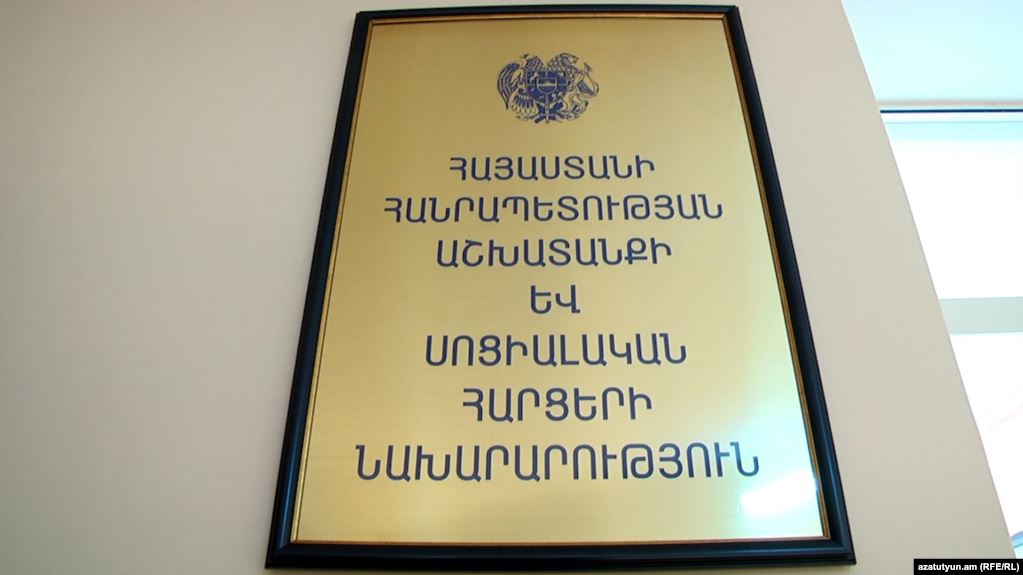 ՀԱՅԱՍՏԱՆԻ
ՀԱՆՐԱՊԵՏՈՒԹՅԱՆ
ԱՇԽԱՏԱՆՔԻ
ԵՎ
ՍՈՑԻԱԼԱԿԱՆ
ՀԱՐՑԵՐԻ
ՆԱԽԱՐԱՐՈՒԹՅՈՒՆ
azatutyun.am (RFE/RL)